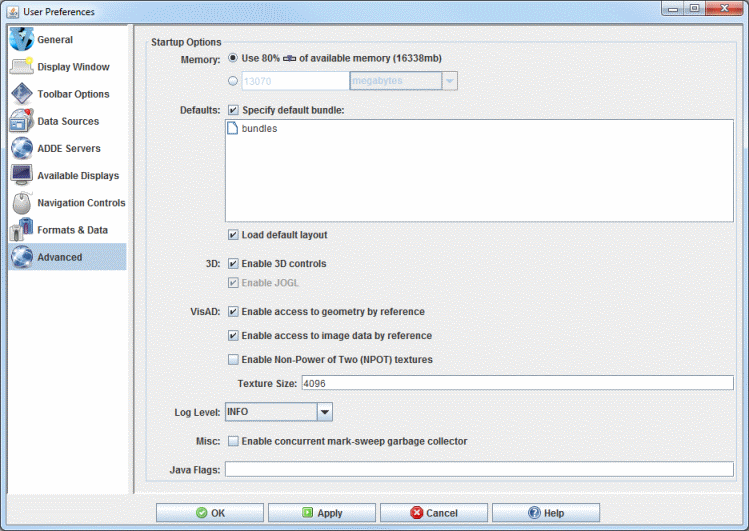 User Preferences
General
Display Window
Toolbar Options
Data Sources
ADDE Servers
Available Displays
Navigation Controls
Formats & Data
Advanced
Startup Options
Memory: Use 80% of available memory (16338mb)
13070 megabytes
Defaults: Specify default bundle:
bundles
Load default layout
3D: Enable 3D controls
Enable JOGL
VisAD: Enable access to geometry by reference
Enable access to image data by reference
Enable Non-Power of Two (NPOT) textures
Texture Size: 4096
Log Level: INFO
Misc: Enable concurrent mark-sweep garbage collector
Java Flags:
OK Apply Cancel Help